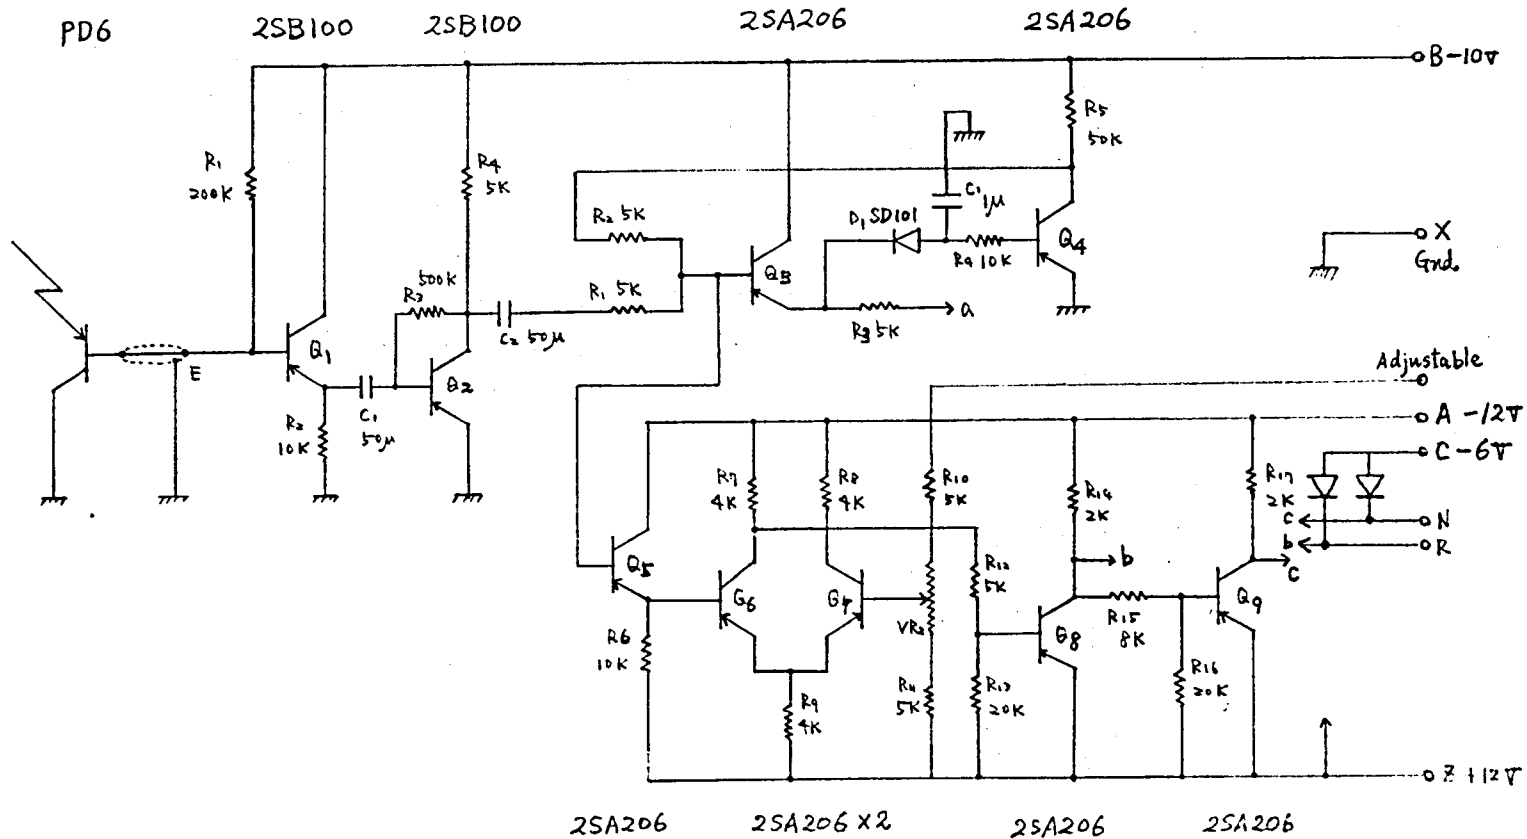 PD6
2SB100
2SB100
2SA206
2SA206
B-10V
R1
200K
R4
5K
R5
50K
C1
1μ
D1 SD101
R2 5K
Q3
R4 10K
Q4
X
Gnd.
500K
R3
R1 5K
C2 50μ
R3 5K
a
Q1
E
Q2
C1
50μ
R2
10K
Adjustable
A -12V
C-6V
R7
4K
R8
4K
R10
5K
R14
2K
R17
2K
c
N
b
R
Q5
R12
5K
b
c
G6
G7
VR2
Q8
R15
8K
Q9
R6
10K
R9
4K
R11
5K
R13
20K
R16
20K
Z +12V
2SA206
2SA206 X2
2SA206
2SA206